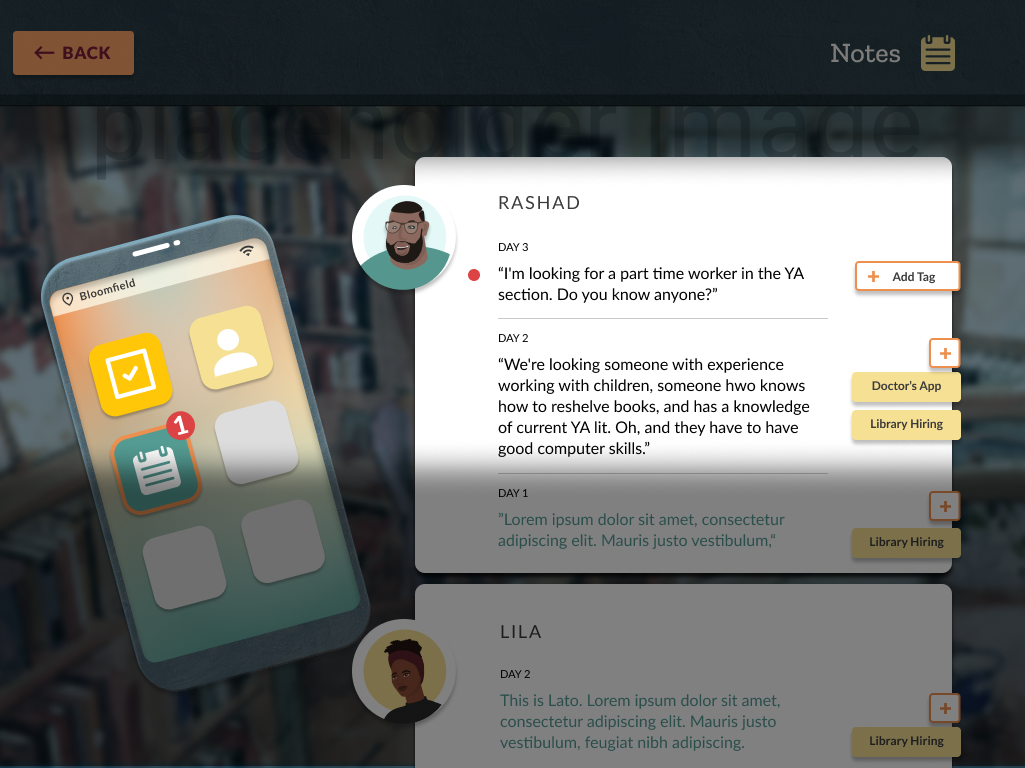 ← BACK
Notes
placeholder image
Bloomfield
1
RASHAD
DAY 3
“I'm looking for a part time worker in the YA
section. Do you know anyone?”
+ Add Tag
DAY 2
“We're looking someone with experience
working with children, someone hwo knows
how to reshelve books, and has a knowledge
of current YA lit. Oh, and they have to have
good computer skills.”
+
Doctor's App
Library Hiring
DAY 1
”Lorem ipsum dolor sit amet, consectetur
adipiscing elit. Mauris justo vestibulum,“
+
Library Hiring
LILA
DAY 2
This is Lato. Lorem ipsum dolor sit amet,
consectetur adipiscing elit. Mauris justo
vestibulum, feugiat nibh adipiscing.
+
Library Hiring